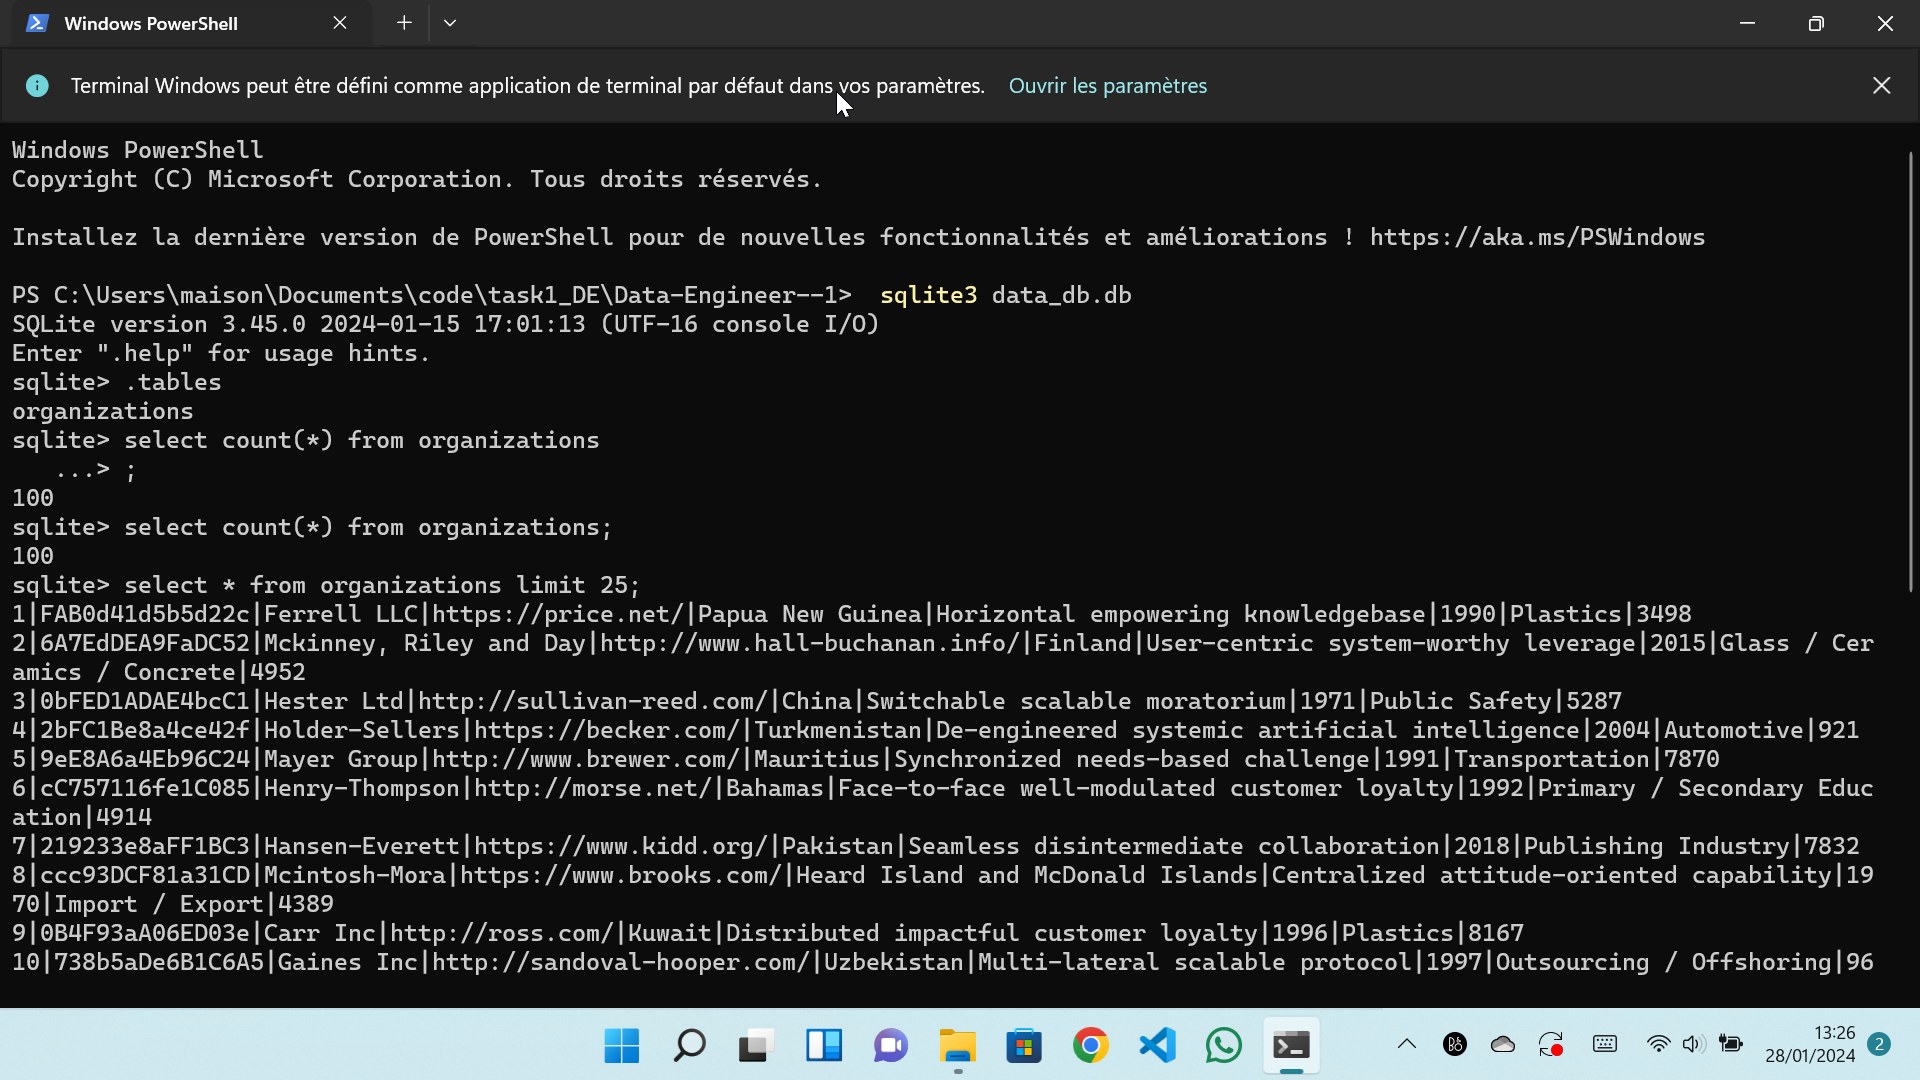 Windows PowerShell
Terminal Windows peut être défini comme application de terminal par défaut dans vos paramètres. Ouvrir les paramètres
Windows PowerShell
Copyright (C) Microsoft Corporation. Tous droits réservés.
Installez la dernière version de PowerShell pour de nouvelles fonctionnalités et améliorations ! https://aka.ms/PSWindows
PS C:\Users\maison\Documents\code\task1_DE\Data-Engineer--1>  sqlite3 data_db.db
SQLite version 3.45.0 2024-01-15 17:01:13 (UTF-16 console I/O)
Enter ".help" for usage hints.
sqlite> .tables
organizations
sqlite> select count(*) from organizations
   ...> ;
100
sqlite> select count(*) from organizations;
100
sqlite> select * from organizations limit 25;
1|FAB0d41d5b5d22c|Ferrell LLC|https://price.net/|Papua New Guinea|Horizontal empowering knowledgebase|1990|Plastics|3498
2|6A7EdDEA9FaDC52|Mckinney, Riley and Day|http://www.hall-buchanan.info/|Finland|User-centric system-worthy leverage|2015|Glass / Cer
amics / Concrete|4952
3|0bFED1ADAE4bcC1|Hester Ltd|http://sullivan-reed.com/|China|Switchable scalable moratorium|1971|Public Safety|5287
4|2bFC1Be8a4ce42f|Holder-Sellers|https://becker.com/|Turkmenistan|De-engineered systemic artificial intelligence|2004|Automotive|921
5|9eE8A6a4Eb96C24|Mayer Group|http://www.brewer.com/|Mauritius|Synchronized needs-based challenge|1991|Transportation|7870
6|cC757116fe1C085|Henry-Thompson|http://morse.net/|Bahamas|Face-to-face well-modulated customer loyalty|1992|Primary / Secondary Educ
ation|4914
7|219233e8aFF1BC3|Hansen-Everett|https://www.kidd.org/|Pakistan|Seamless disintermediate collaboration|2018|Publishing Industry|7832
8|ccc93DCF81a31CD|Mcintosh-Mora|https://www.brooks.com/|Heard Island and McDonald Islands|Centralized attitude-oriented capability|19
70|Import / Export|4389
9|0B4F93aA06ED03e|Carr Inc|http://ross.com/|Kuwait|Distributed impactful customer loyalty|1996|Plastics|8167
10|738b5aDe6B1C6A5|Gaines Inc|http://sandoval-hooper.com/|Uzbekistan|Multi-lateral scalable protocol|1997|Outsourcing / Offshoring|96
13:26
28/01/2024
2